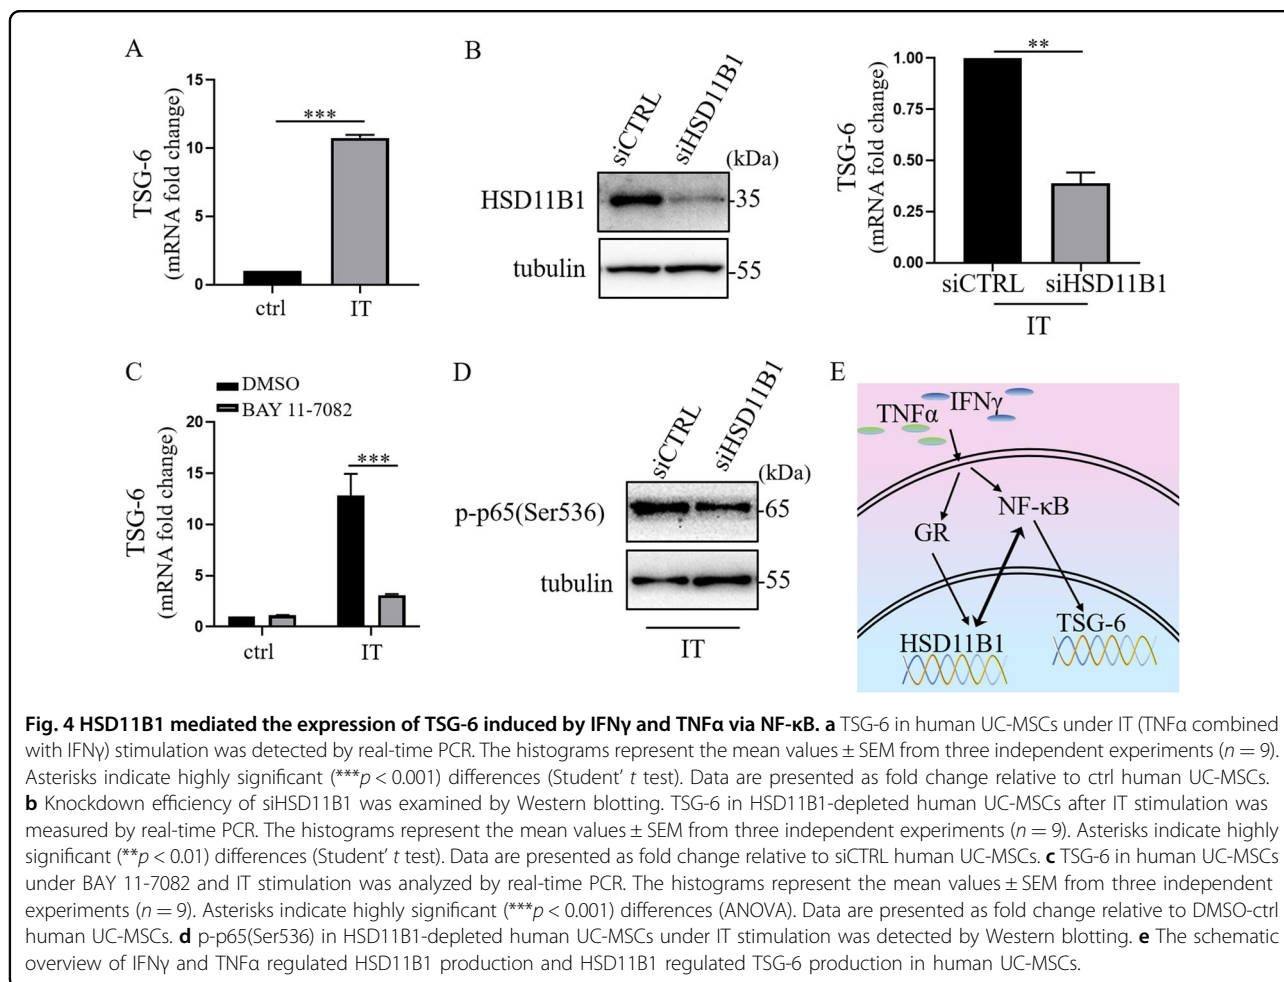 A
TSG-6
(mRNA fold change)
15
10
5
0
***
ctrl
IT
B
siCTRL
siHSD11B1
(kDa)
HSD11B1
-35
tubulin
-55
TSG-6
(mRNA fold change)
1.00
0.75
0.50
0.25
0.00
**
siCTRL
siHSD11B1
IT
C
DMSO
BAY 11-7082
TSG-6
(mRNA fold change)
20
15
10
5
0
***
ctrl
IT
D
siCTRL
siHSD11B1
(kDa)
p-p65(Ser536)
-65
tubulin
-55
IT
E
TNFα
IFNγ
NF-κB
GR
HSD11B1
TSG-6
Fig. 4 HSD11B1 mediated the expression of TSG-6 induced by IFNγ and TNFα via NF-κB. a TSG-6 in human UC-MSCs under IT (TNFα combined
with IFNγ) stimulation was detected by real-time PCR. The histograms represent the mean values ± SEM from three independent experiments (n = 9).
Asterisks indicate highly significant (***p < 0.001) differences (Student' t test). Data are presented as fold change relative to ctrl human UC-MSCs.
b Knockdown efficiency of siHSD11B1 was examined by Western blotting. TSG-6 in HSD11B1-depleted human UC-MSCs after IT stimulation was
measured by real-time PCR. The histograms represent the mean values ± SEM from three independent experiments (n = 9). Asterisks indicate highly
significant (**p < 0.01) differences (Student' t test). Data are presented as fold change relative to siCTRL human UC-MSCs. c TSG-6 in human UC-MSCs
under BAY 11-7082 and IT stimulation was analyzed by real-time PCR. The histograms represent the mean values ± SEM from three independent
experiments (n = 9). Asterisks indicate highly significant (***p < 0.001) differences (ANOVA). Data are presented as fold change relative to DMSO-ctrl
human UC-MSCs. d p-p65(Ser536) in HSD11B1-depleted human UC-MSCs under IT stimulation was detected by Western blotting. e The schematic
overview of IFNγ and TNFα regulated HSD11B1 production and HSD11B1 regulated TSG-6 production in human UC-MSCs.